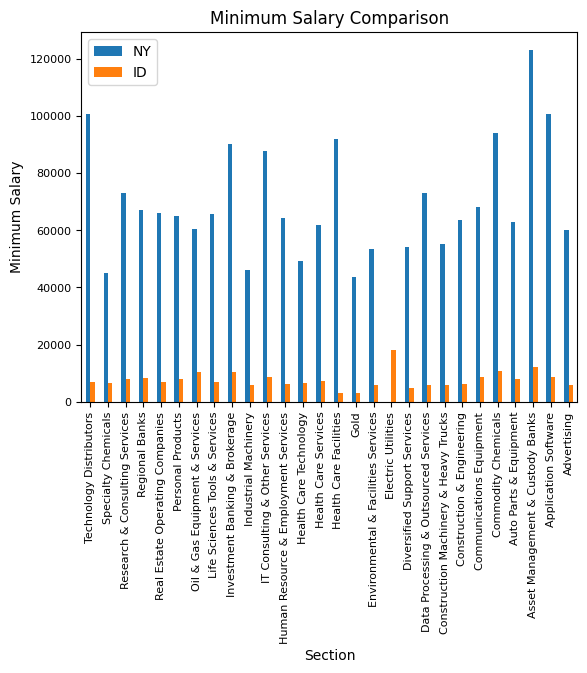 Minimum Salary Comparison
NY
ID
Minimum Salary
120000
100000
80000
60000
40000
20000
0
Technology Distributors
Specialty Chemicals
Research & Consulting Services
Regional Banks
Real Estate Operating Companies
Personal Products
Oil & Gas Equipment & Services
Life Sciences Tools & Services
Investment Banking & Brokerage
Industrial Machinery
IT Consulting & Other Services
Human Resource & Employment Services
Health Care Technology
Health Care Services
Health Care Facilities
Gold
Environmental & Facilities Services
Electric Utilities
Diversified Support Services
Data Processing & Outsourced Services
Construction Machinery & Heavy Trucks
Construction & Engineering
Communications Equipment
Commodity Chemicals
Auto Parts & Equipment
Asset Management & Custody Banks
Application Software
Advertising
Section